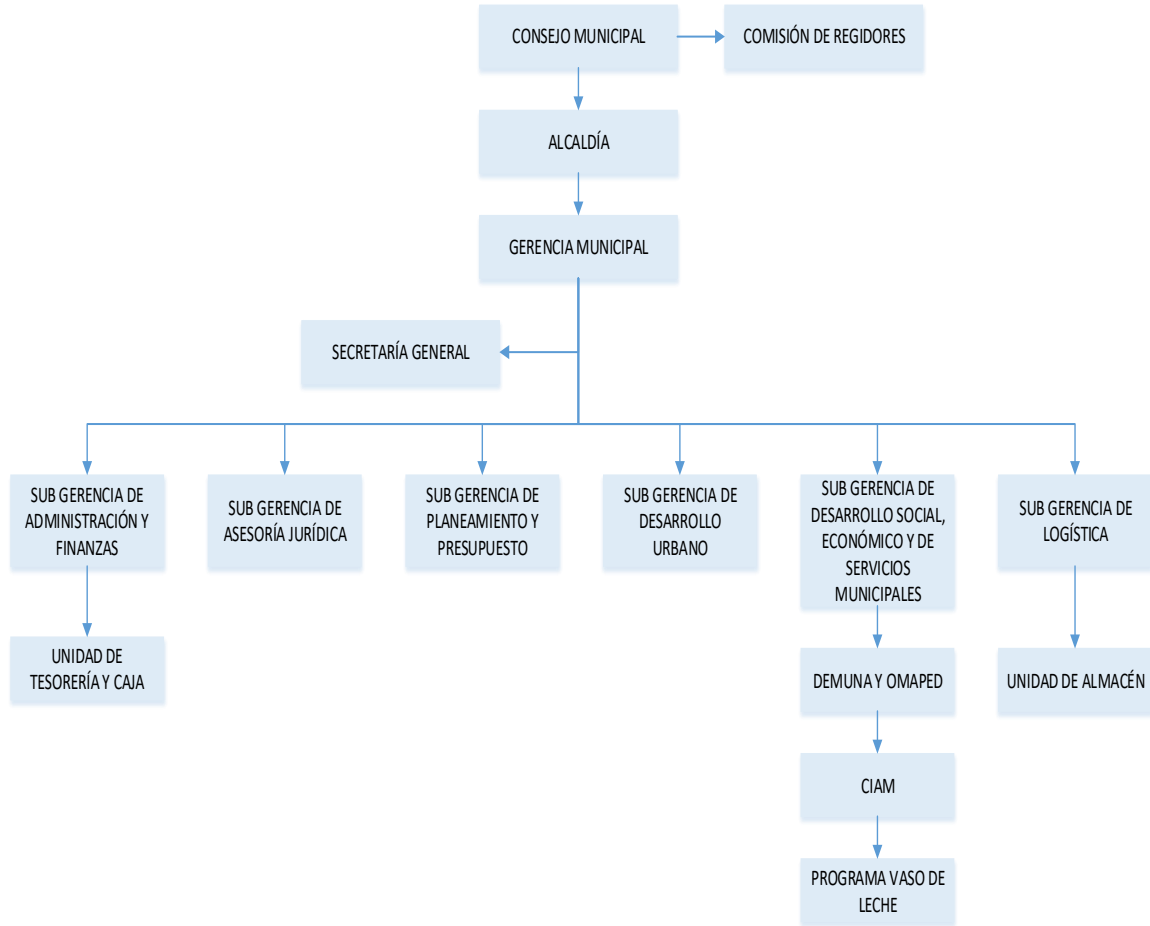 CONSEJO MUNICIPAL
COMISIÓN DE REGIDORES
ALCALDÍA
GERENCIA MUNICIPAL
SECRETARÍA GENERAL
SUB GERENCIA DE
ADMINISTRACIÓN Y
FINANZAS
SUB GERENCIA DE
ASESORÍA JURÍDICA
SUB GERENCIA DE
PLANEAMIENTO Y
PRESUPUESTO
SUB GERENCIA DE
DESARROLLO
URBANO
SUB GERENCIA DE
DESARROLLO SOCIAL,
ECONÓMICO Y DE
SERVICIOS
MUNICIPALES
SUB GERENCIA DE
LOGÍSTICA
UNIDAD DE
TESORERÍA Y CAJA
DEMUNA Y OMAPED
UNIDAD DE ALMACÉN
CIAM
PROGRAMA VASO DE
LECHE